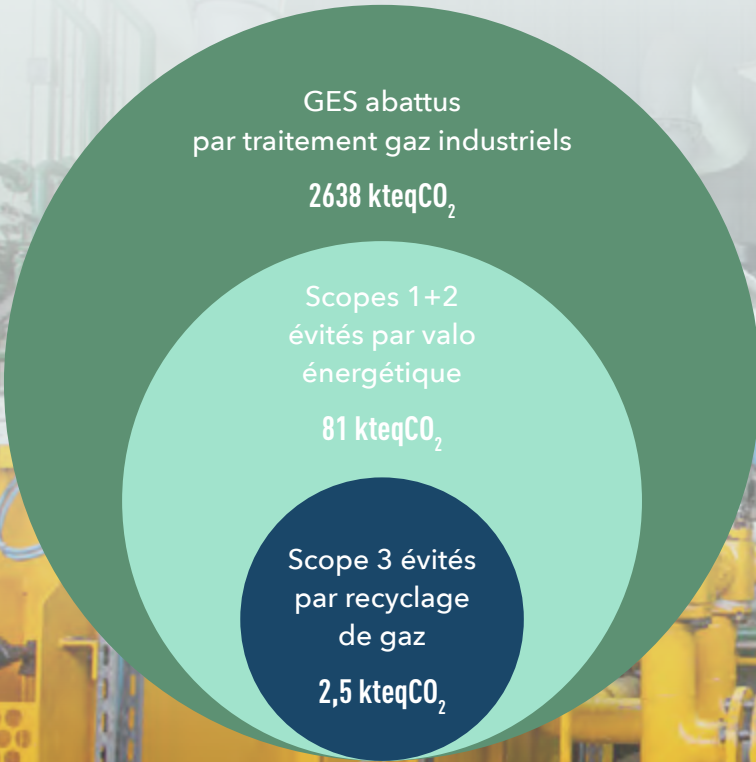 GES abattus
par traitement gaz industriels
2638 kteqCO₂
Scopes 1+2
évités par valo
énergétique
81 kteqCO₂
Scope 3 évités
par recyclage
de gaz
2,5 kteqCO₂